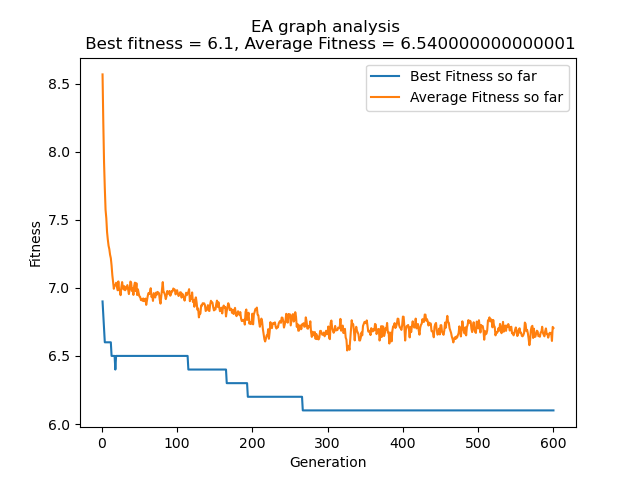 EA graph analysis
Best fitness = 6.1, Average Fitness = 6.540000000000001
Best Fitness so far
Average Fitness so far
8.5
8.0
7.5
7.0
6.5
6.0
Fitness
0 100 200 300 400 500 600
Generation